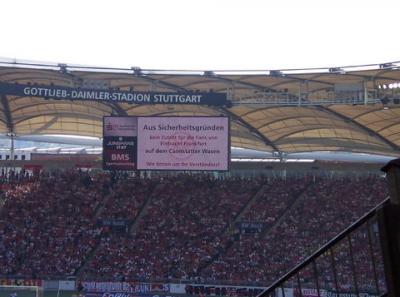 GOTTLIEB-DAIMLER-STADION STUTTGART
Aus Sicherheitsgründen
kein Zutritt für die Fans von
Eintracht Frankfurt
auf dem Cannstatter Wasen
Wir bitten um Ihr Verständnis!
BMS